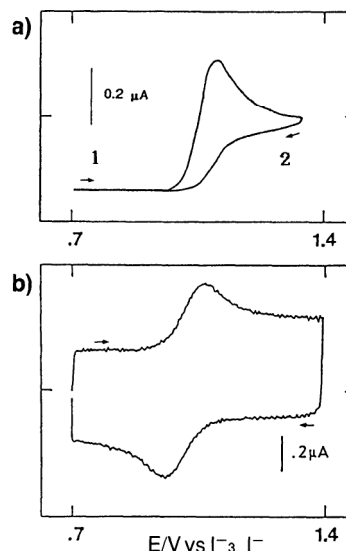 a)
0.2 μA
1
2
.7
1.4
b)
.2μA
.7
1.4
E/V vs I⁻₃, I⁻